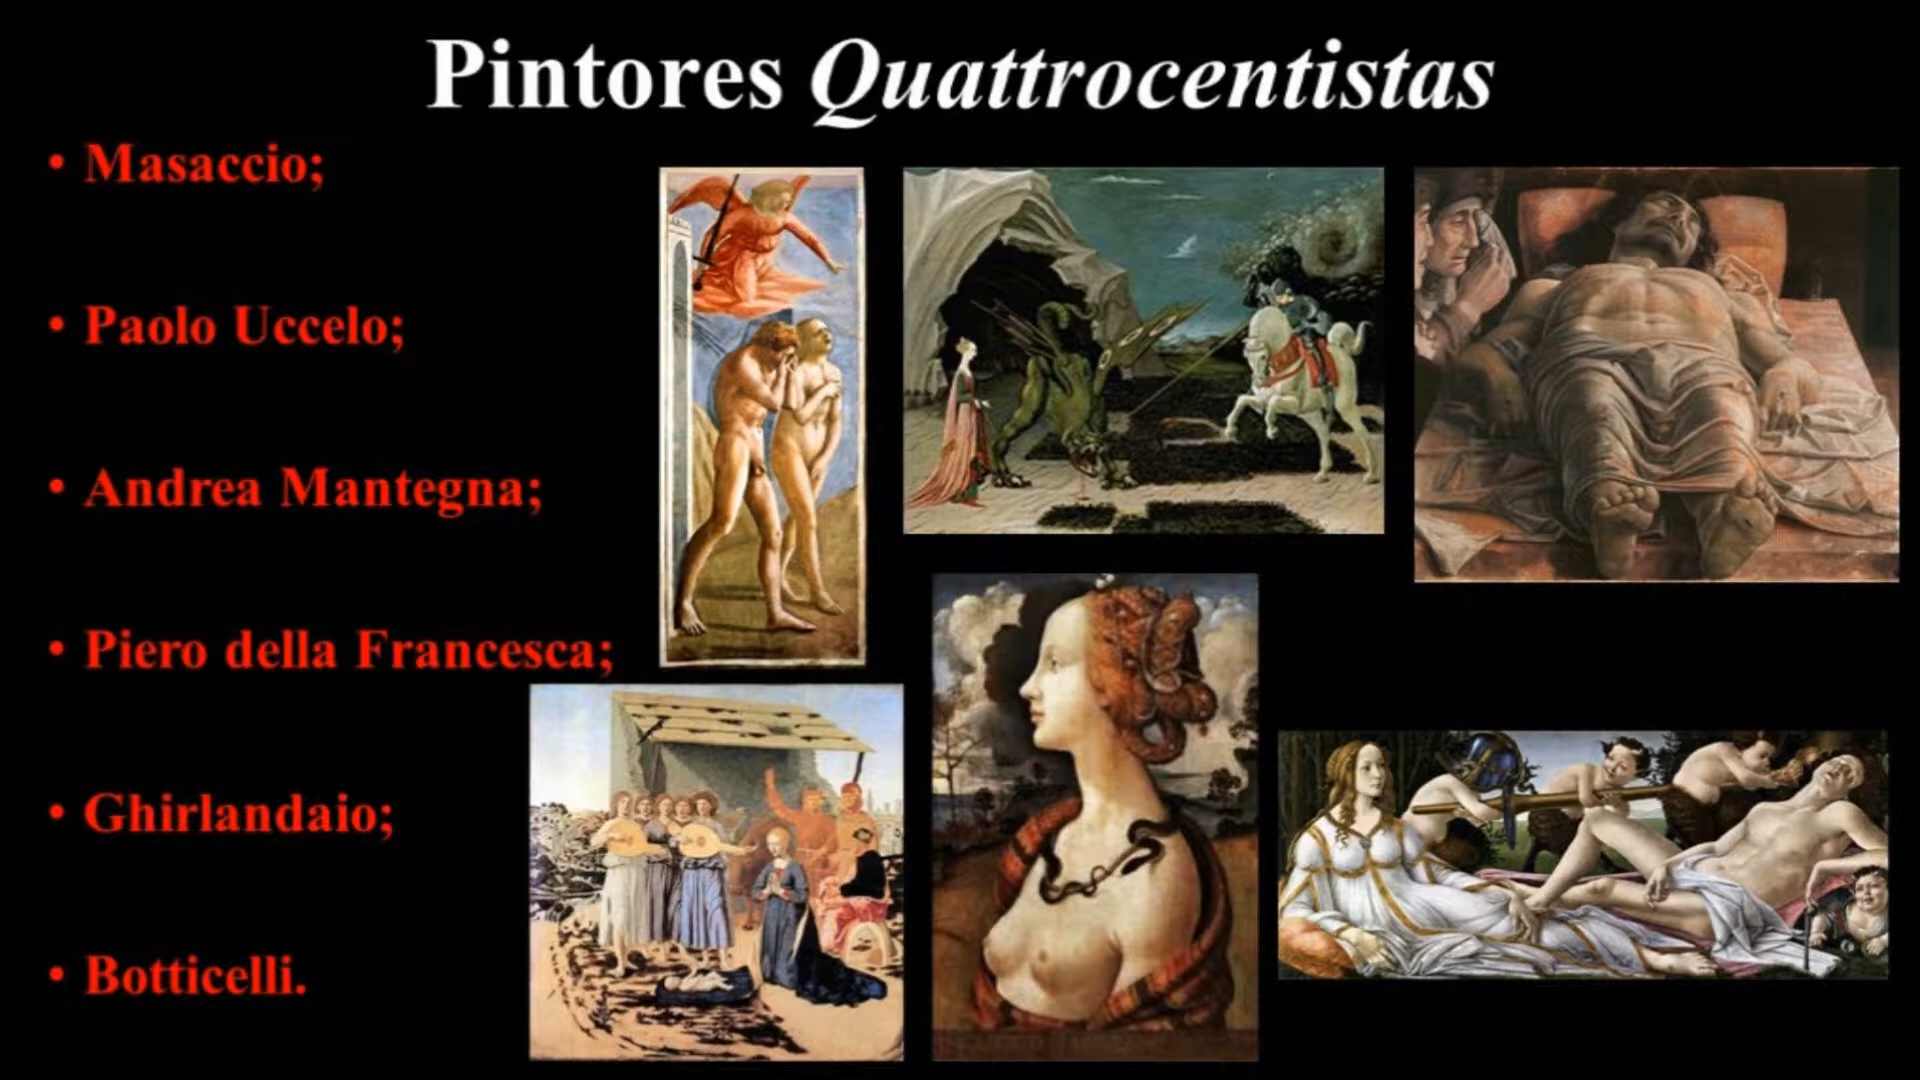 Pintores Quattrocentistas
• Masaccio;
• Paolo Uccelo;
• Andrea Mantegna;
• Piero della Francesca;
• Ghirlandaio;
• Botticelli.